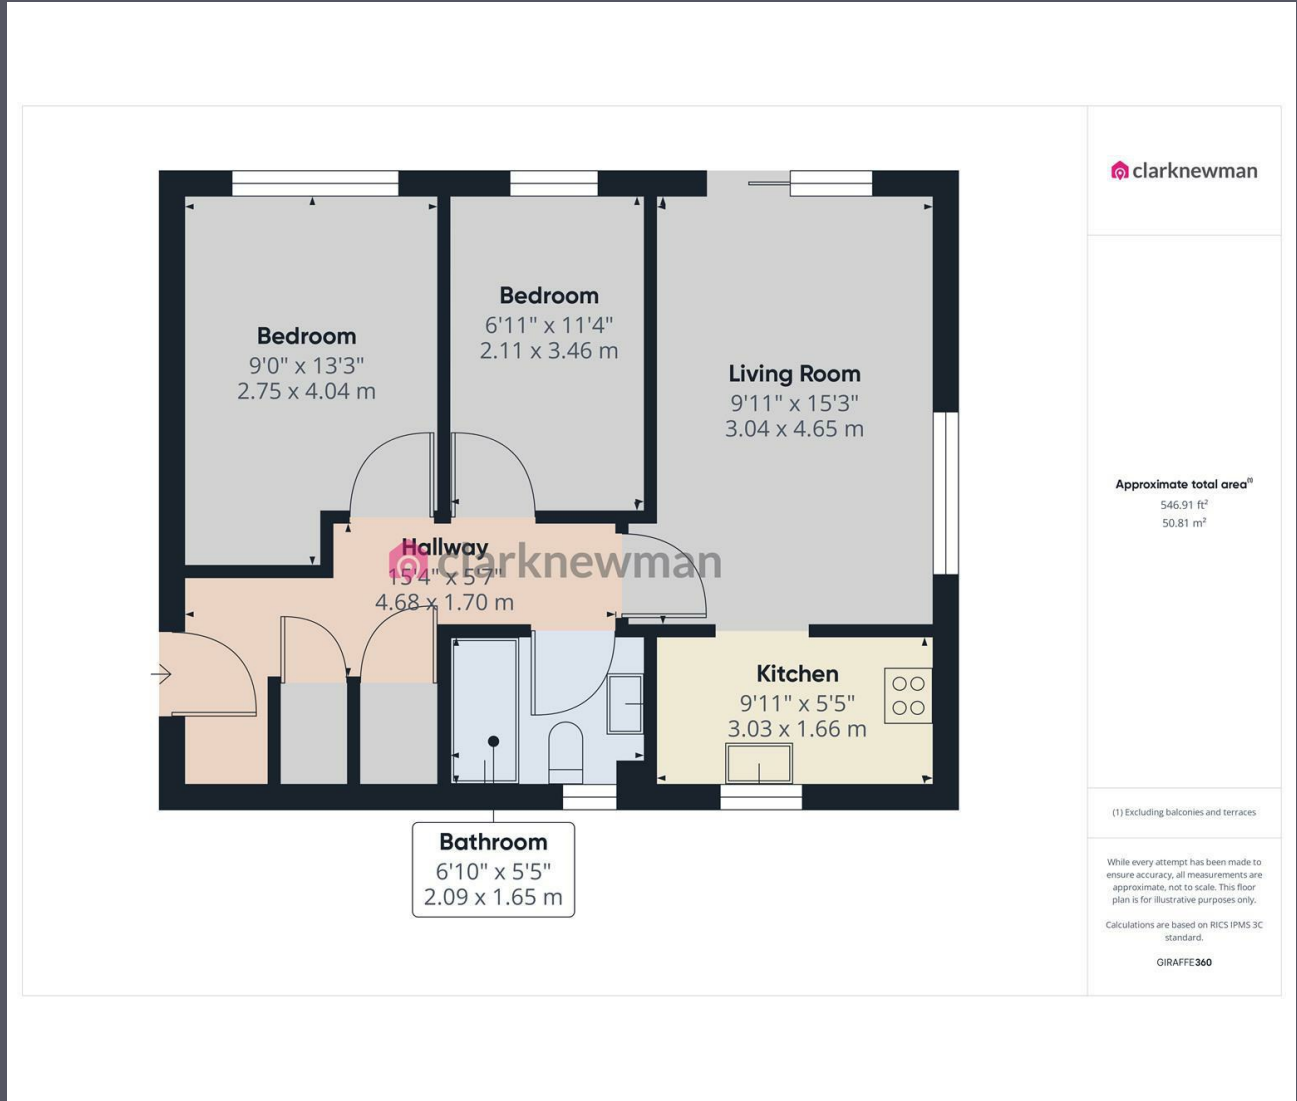 clarknewman
Bedroom
9'0" x 13'3"
2.75 x 4.04 m
Bedroom
6'11" x 11'4"
2.11 x 3.46 m
Living Room
9'11" x 15'3"
3.04 x 4.65 m
Hallway
15'4" x 5'7"
4.68 x 1.70 m
clarknewman
Kitchen
9'11" x 5'5"
3.03 x 1.66 m
Bathroom
6'10" x 5'5"
2.09 x 1.65 m
Approximate total area⁽¹⁾
546.91 ft²
50.81 m²
(1) Excluding balconies and terraces
While every attempt has been made to
ensure accuracy, all measurements are
approximate, not to scale. This floor
plan is for illustrative purposes only.
Calculations are based on RICS IPMS 3C
standard.
GIRAFFE360